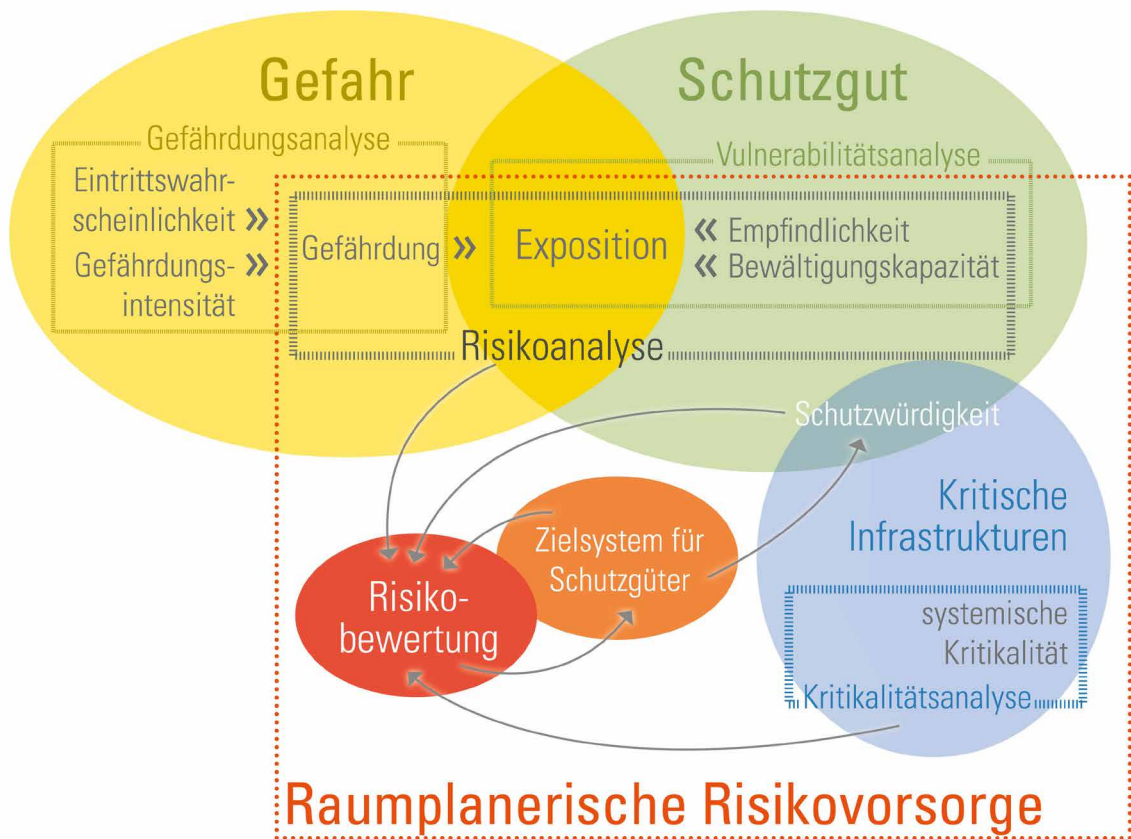 Gefahr
Schutzgut
Gefährdungsanalyse
Vulnerabilitätsanalyse
Eintrittswahr-
scheinlichkeit »
Gefährdungs- »
intensität
Gefährdung »
Exposition
« Empfindlichkeit
« Bewältigungskapazität
Risikoanalyse
Schutzwürdigkeit
Kritische
Infrastrukturen
Zielsystem für
Schutzgüter
Risiko-
bewertung
systemische
Kritikalität
Kritikalitätsanalyse
Raumplanerische Risikovorsorge